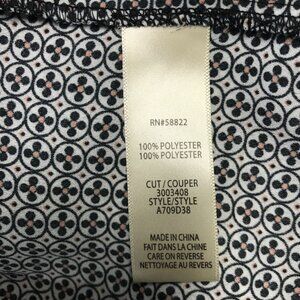 RN#58822
100% POLYESTER
100% POLYESTER
CUT / COUPER
3003408
STYLE/STYLE
A709D38
MADE IN CHINA
FAIT DANS LA CHINE
CARE ON REVERSE
NETTOYAGE AU REVERS